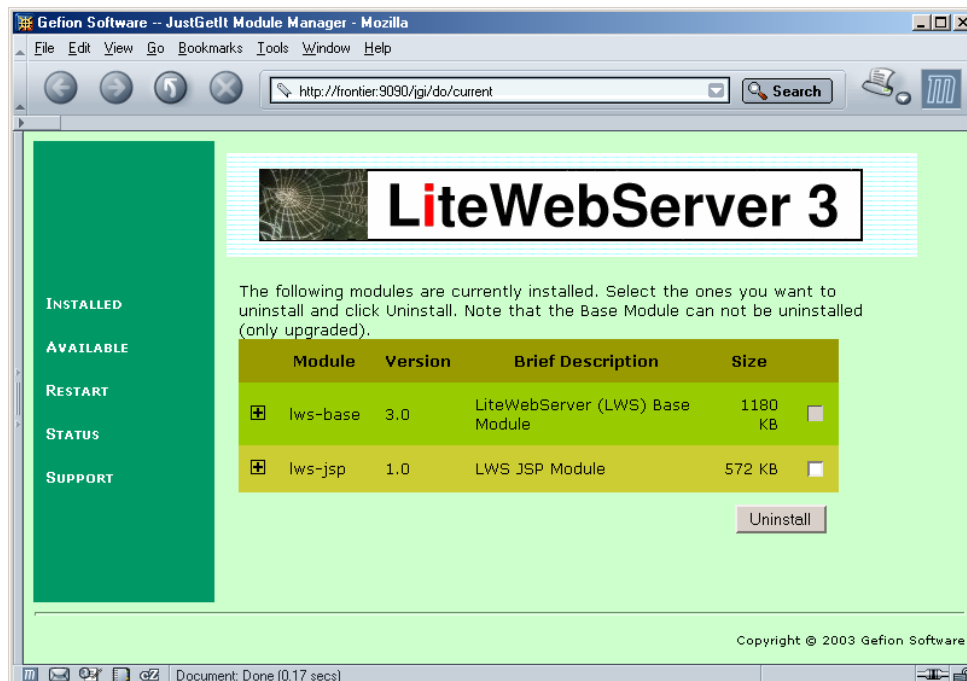 Gefion Software -- JustGetIt Module Manager - Mozilla
File Edit View Go Bookmarks Tools Window Help
http://frontier:9090/jgi/do/current Search
LiteWebServer 3
The following modules are currently installed. Select the ones you want to
uninstall and click Uninstall. Note that the Base Module can not be uninstalled
(only upgraded).
INSTALLED
AVAILABLE
RESTART
STATUS
SUPPORT
Module Version Brief Description Size
lws-base 3.0 LiteWebServer (LWS) Base Module 1180 KB
lws-jsp 1.0 LWS JSP Module 572 KB
Uninstall
Copyright © 2003 Gefion Software
Document: Done (0.17 secs)